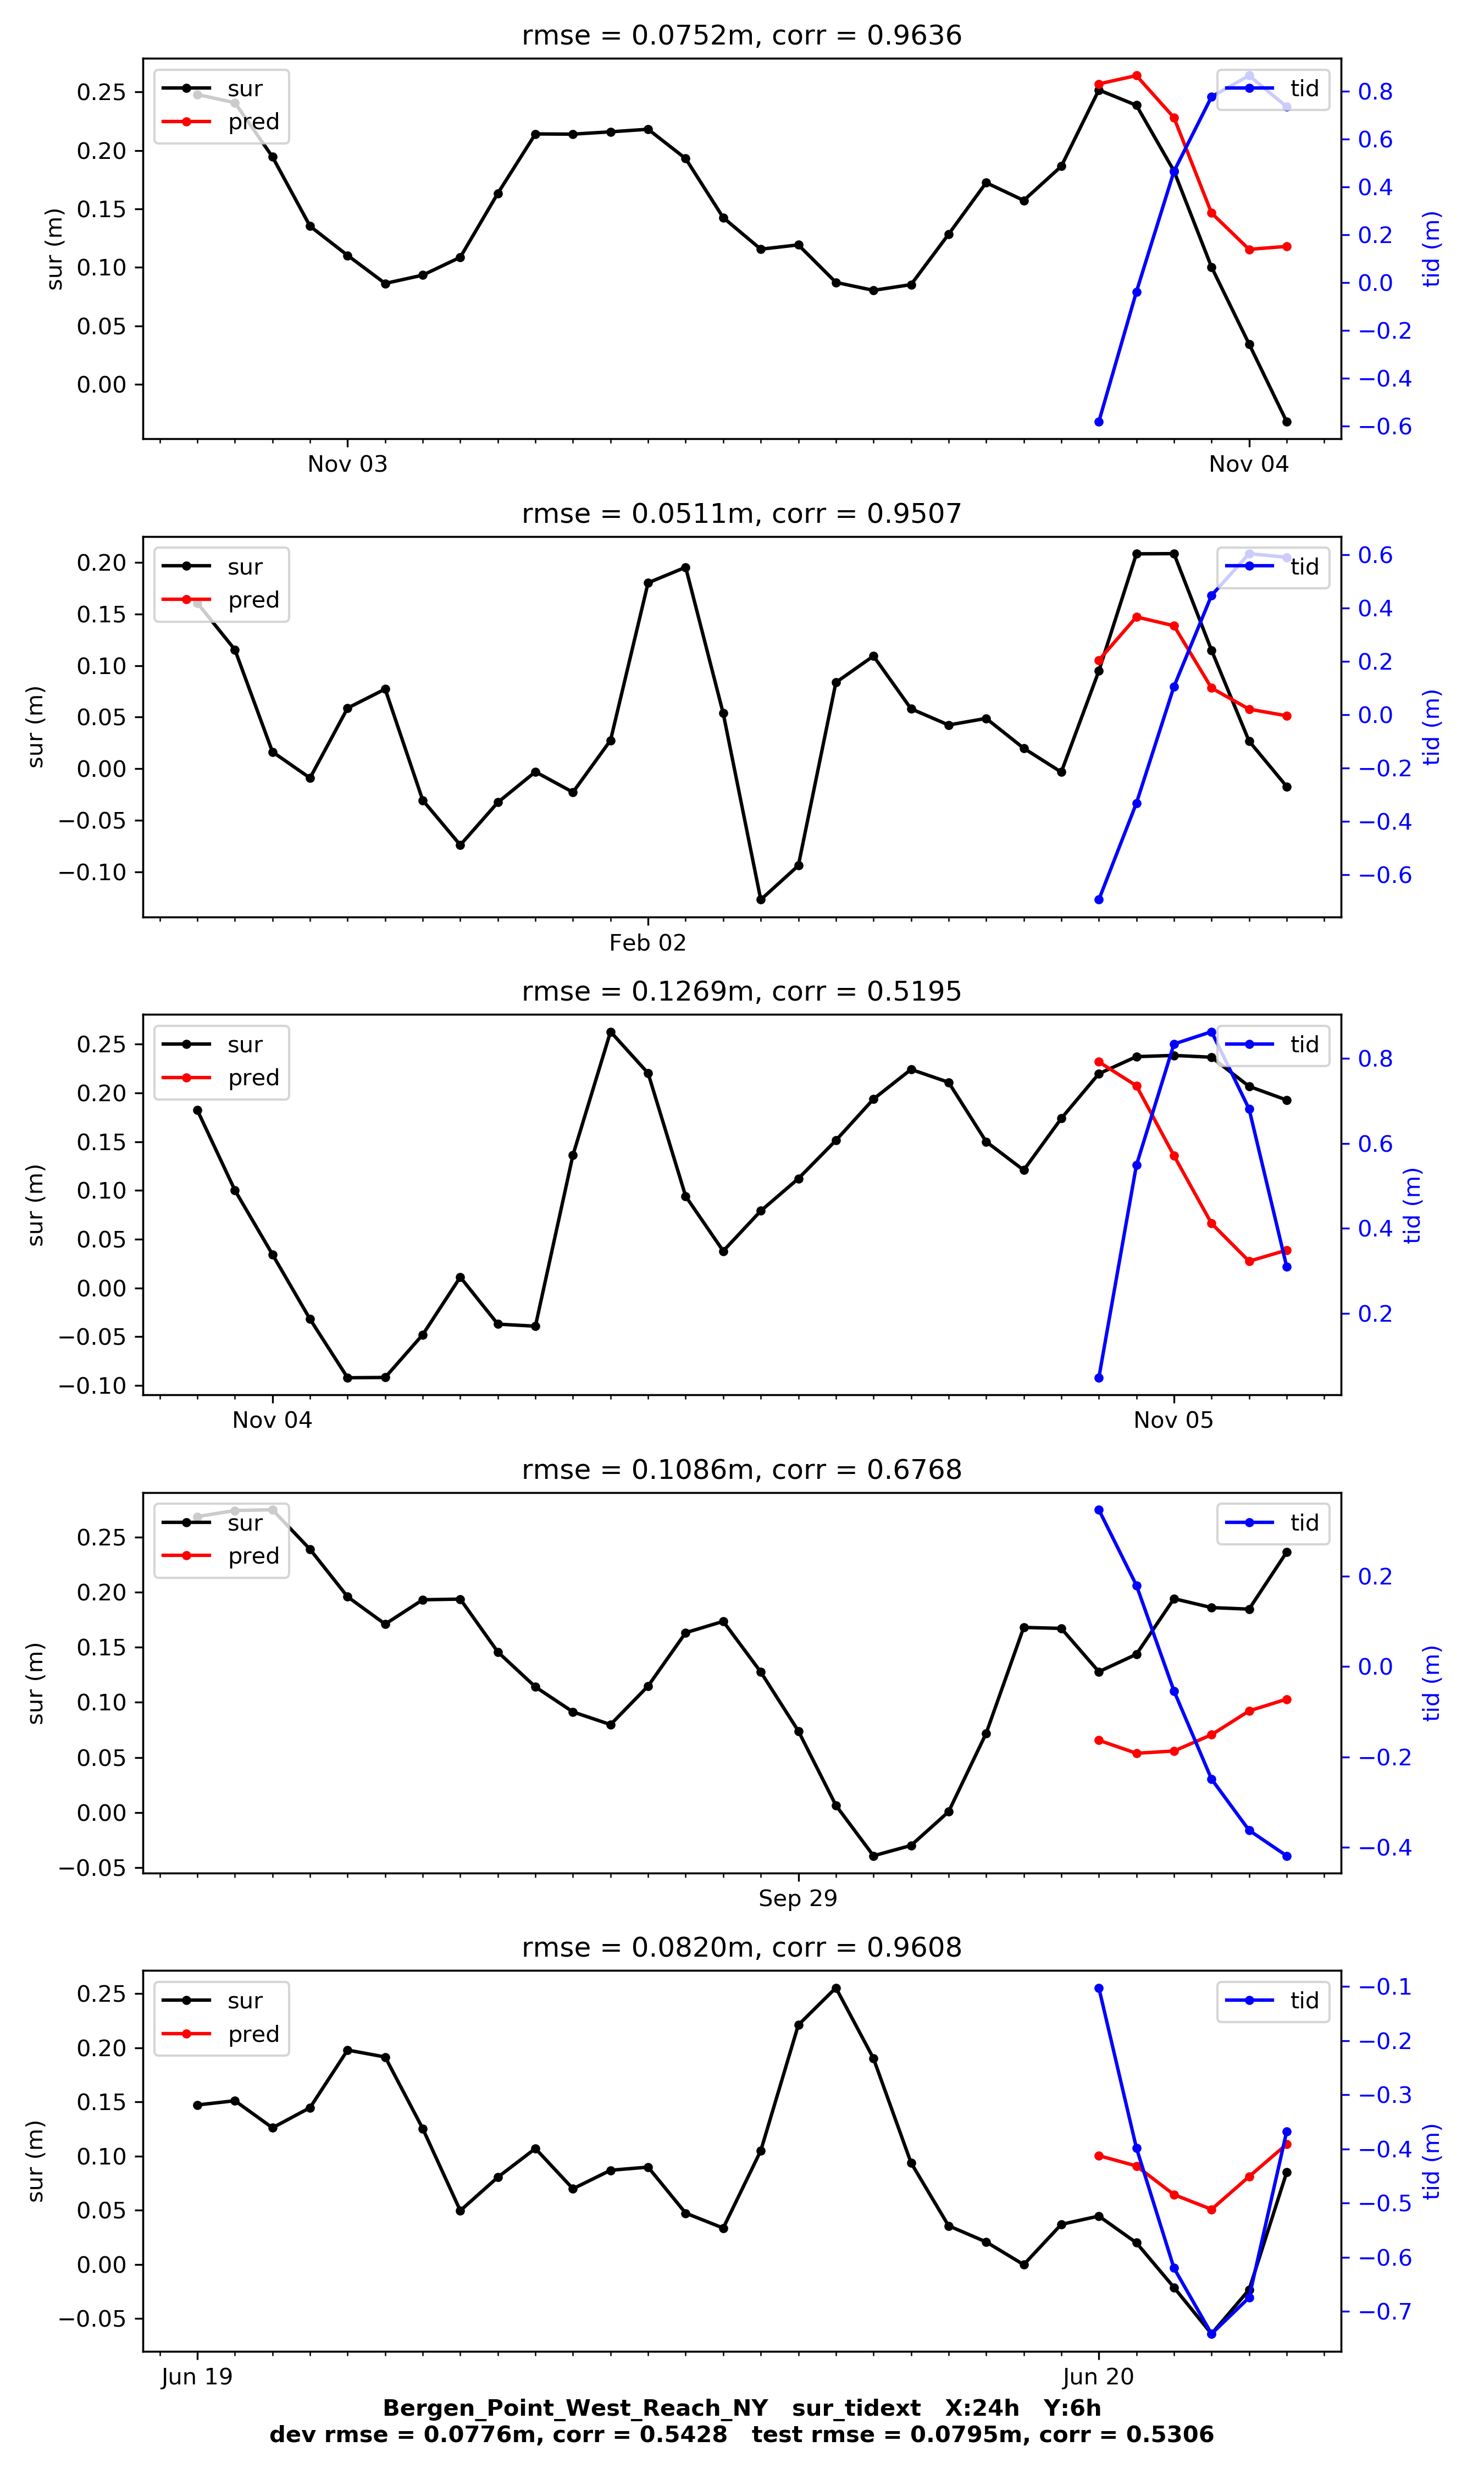 rmse = 0.0752m, corr = 0.9636
sur
pred
tid
0.25
0.20
0.15
0.10
0.05
0.00
sur (m)
0.8
0.6
0.4
0.2
0.0
−0.2
−0.4
−0.6
tid (m)
Nov 03
Nov 04
rmse = 0.0511m, corr = 0.9507
sur
pred
tid
0.20
0.15
0.10
0.05
0.00
−0.05
−0.10
sur (m)
0.6
0.4
0.2
0.0
−0.2
−0.4
−0.6
tid (m)
Feb 02
rmse = 0.1269m, corr = 0.5195
sur
pred
tid
0.25
0.20
0.15
0.10
0.05
0.00
−0.05
−0.10
sur (m)
0.8
0.6
0.4
0.2
tid (m)
Nov 04
Nov 05
rmse = 0.1086m, corr = 0.6768
sur
pred
tid
0.25
0.20
0.15
0.10
0.05
0.00
−0.05
sur (m)
0.2
0.0
−0.2
−0.4
tid (m)
Sep 29
rmse = 0.0820m, corr = 0.9608
sur
pred
tid
0.25
0.20
0.15
0.10
0.05
0.00
−0.05
sur (m)
−0.1
−0.2
−0.3
−0.4
−0.5
−0.6
−0.7
tid (m)
Jun 19
Jun 20
Bergen_Point_West_Reach_NY sur_tidext X:24h Y:6h
dev rmse = 0.0776m, corr = 0.5428 test rmse = 0.0795m, corr = 0.5306